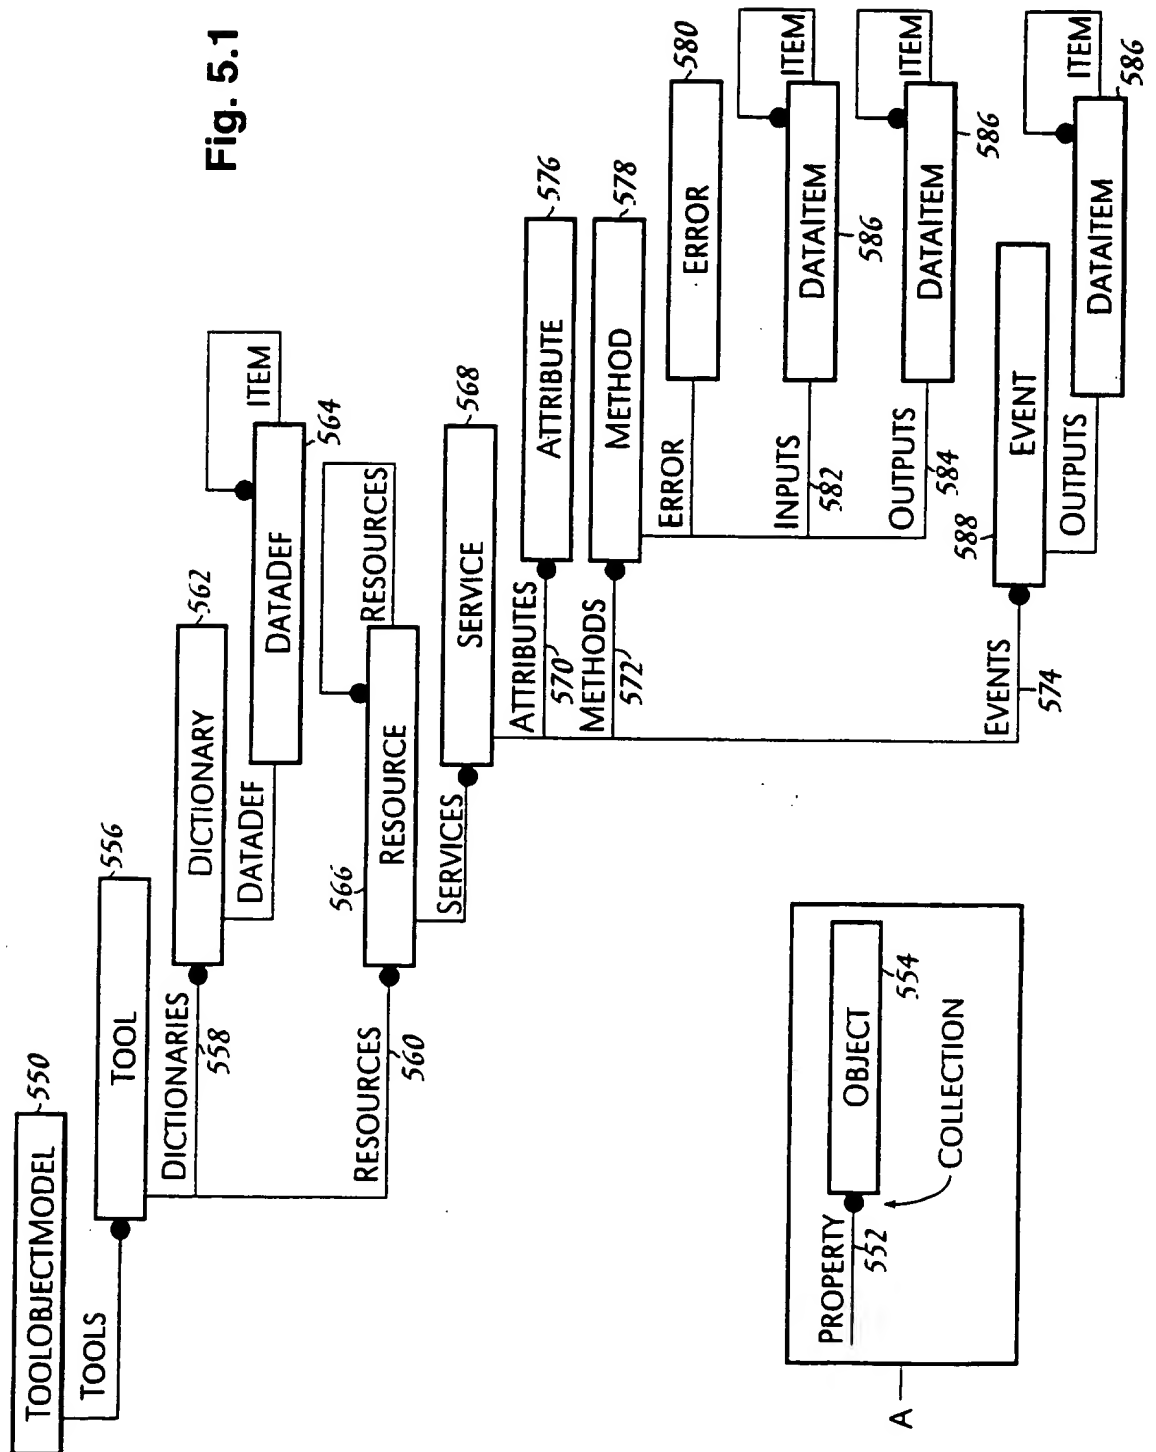 Fig. 5.1
TOOLOBJECTMODEL
550
TOOLS
TOOL
556
DICTIONARIES
558
DICTIONARY
562
DATADEF
DATADEF
564
ITEM
RESOURCES
560
RESOURCE
566
RESOURCES
SERVICES
SERVICE
568
ATTRIBUTES
570
ATTRIBUTE
576
METHODS
572
METHOD
578
ERROR
ERROR
580
INPUTS
582
DATAITEM
586
ITEM
OUTPUTS
584
DATAITEM
586
ITEM
EVENTS
574
EVENT
588
OUTPUTS
DATAITEM
586
ITEM
A
PROPERTY
552
OBJECT
554
COLLECTION